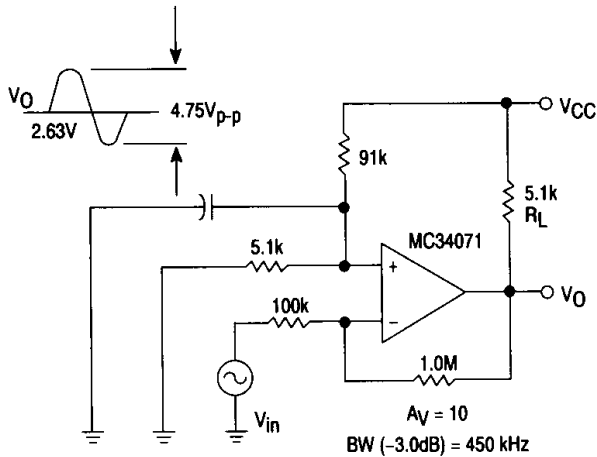 VO
2.63V
4.75Vp-p
VCC
91k
5.1k
RL
MC34071
5.1k
+
100k
−
VO
1.0M
Vin
AV = 10
BW (−3.0dB) = 450 kHz